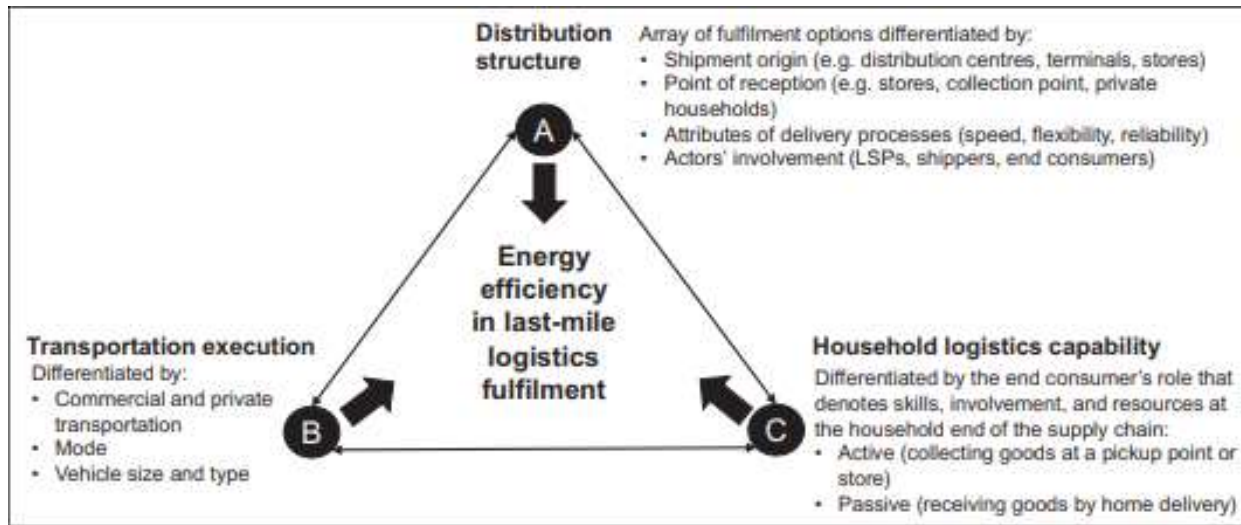 Distribution
structure
Array of fulfilment options differentiated by:
• Shipment origin (e.g. distribution centres, terminals, stores)
• Point of reception (e.g. stores, collection point, private
households)
• Attributes of delivery processes (speed, flexibility, reliability)
• Actors' involvement (LSPs, shippers, end consumers)
A
Energy
efficiency
in last-mile
logistics
fulfilment
Transportation execution
Differentiated by:
• Commercial and private
transportation
• Mode
• Vehicle size and type
B
C
Household logistics capability
Differentiated by the end consumer's role that
denotes skills, involvement, and resources at
the household end of the supply chain:
• Active (collecting goods at a pickup point or
store)
• Passive (receiving goods by home delivery)